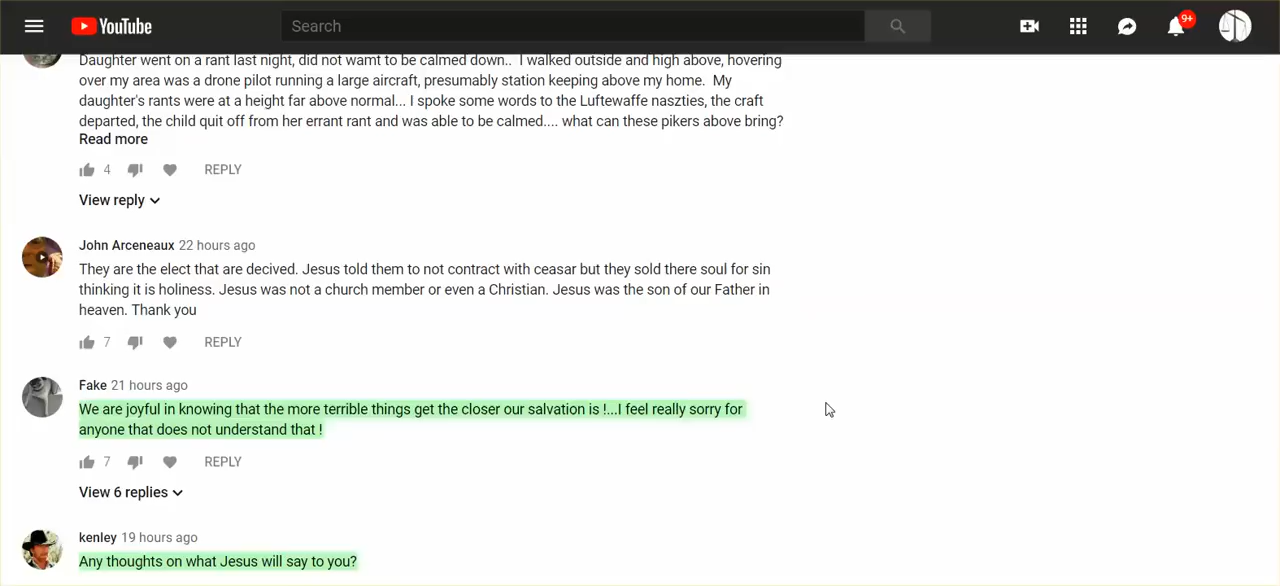 YouTube
Search
9+
Daughter went on a rant last night, did not wamt to be calmed down.. I walked outside and high above, hovering
over my area was a drone pilot running a large aircraft, presumably station keeping above my home. My
daughter's rants were at a height far above normal... I spoke some words to the Luftewaffe naszties, the craft
departed, the child quit off from her errant rant and was able to be calmed.... what can these pikers above bring?
Read more
4 REPLY
View reply
John Arceneaux 22 hours ago
They are the elect that are decived. Jesus told them to not contract with ceasar but they sold there soul for sin
thinking it is holiness. Jesus was not a church member or even a Christian. Jesus was the son of our Father in
heaven. Thank you
7 REPLY
Fake 21 hours ago
We are joyful in knowing that the more terrible things get the closer our salvation is !...I feel really sorry for
anyone that does not understand that !
7 REPLY
View 6 replies
kenley 19 hours ago
Any thoughts on what Jesus will say to you?